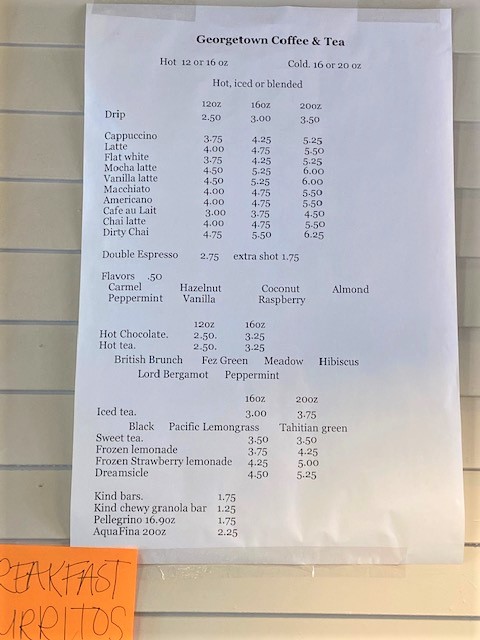 Georgetown Coffee & Tea
Hot 12 or 16 oz Cold. 16 or 20 oz
Hot, iced or blended
12oz 16oz 20oz
Drip 2.50 3.00 3.50
Cappuccino 3.75 4.25 5.25
Latte 4.00 4.75 5.50
Flat white 3.75 4.25 5.25
Mocha latte 4.50 5.25 6.00
Vanilla latte 4.50 5.25 6.00
Macchiato 4.00 4.75 5.50
Americano 4.00 4.75 5.50
Cafe au Lait 3.00 3.75 4.50
Chai latte 4.00 4.75 5.50
Dirty Chai 4.75 5.50 6.25
Double Espresso 2.75 extra shot 1.75
Flavors .50
Carmel Hazelnut Coconut Almond
Peppermint Vanilla Raspberry
12oz 16oz
Hot Chocolate. 2.50. 3.25
Hot tea. 2.50. 3.25
British Brunch Fez Green Meadow Hibiscus
Lord Bergamot Peppermint
16oz 20oz
Iced tea. 3.00 3.75
Black Pacific Lemongrass Tahitian green
Sweet tea. 3.50 3.50
Frozen lemonade 3.75 4.25
Frozen Strawberry lemonade 4.25 5.00
Dreamsicle 4.50 5.25
Kind bars. 1.75
Kind chewy granola bar 1.25
Pellegrino 16.9oz 1.75
AquaFina 20oz 2.25
REAKFAST
URRITOS